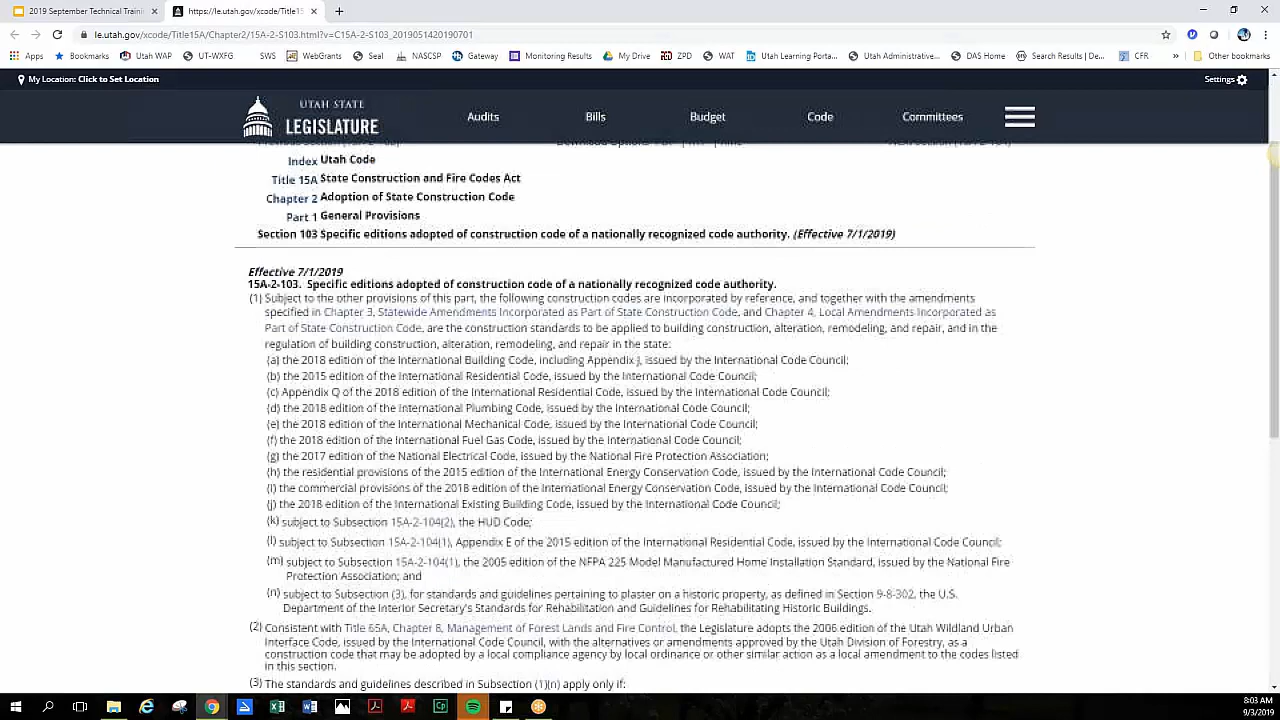 2019 September Technical Traini
https://le.utah.gov/xcode/Title15
le.utah.gov/xcode/Title15A/Chapter2/15A-2-S103.html?v=C15A-2-S103_2019051420190701
Apps Bookmarks Utah WAP UT-WXFG SWS WebGrants Seal NASCSP Gateway Monitoring Results My Drive ZPD WAT Utah Learning Porta... Utah Administrative... DAS Home Search Results | De... CFR » Other bookmarks
My Location: Click to Set Location Settings
UTAH STATE
LEGISLATURE
Audits Bills Budget Code Committees
Index Utah Code
Title 15A State Construction and Fire Codes Act
Chapter 2 Adoption of State Construction Code
Part 1 General Provisions
Section 103 Specific editions adopted of construction code of a nationally recognized code authority. (Effective 7/1/2019)
Effective 7/1/2019
15A-2-103. Specific editions adopted of construction code of a nationally recognized code authority.
(1) Subject to the other provisions of this part, the following construction codes are incorporated by reference, and together with the amendments
specified in Chapter 3, Statewide Amendments Incorporated as Part of State Construction Code, and Chapter 4, Local Amendments Incorporated as
Part of State Construction Code, are the construction standards to be applied to building construction, alteration, remodeling, and repair, and in the
regulation of building construction, alteration, remodeling, and repair in the state:
(a) the 2018 edition of the International Building Code, including Appendix J, issued by the International Code Council;
(b) the 2015 edition of the International Residential Code, issued by the International Code Council;
(c) Appendix Q of the 2018 edition of the International Residential Code, issued by the International Code Council;
(d) the 2018 edition of the International Plumbing Code, issued by the International Code Council;
(e) the 2018 edition of the International Mechanical Code, issued by the International Code Council;
(f) the 2018 edition of the International Fuel Gas Code, issued by the International Code Council;
(g) the 2017 edition of the National Electrical Code, issued by the National Fire Protection Association;
(h) the residential provisions of the 2015 edition of the International Energy Conservation Code, issued by the International Code Council;
(i) the commercial provisions of the 2018 edition of the International Energy Conservation Code, issued by the International Code Council;
(j) the 2018 edition of the International Existing Building Code, issued by the International Code Council;
(k) subject to Subsection 15A-2-104(2), the HUD Code;
(l) subject to Subsection 15A-2-104(1), Appendix E of the 2015 edition of the International Residential Code, issued by the International Code Council;
(m) subject to Subsection 15A-2-104(1), the 2005 edition of the NFPA 225 Model Manufactured Home Installation Standard, issued by the National Fire
Protection Association; and
(n) subject to Subsection (3), for standards and guidelines pertaining to plaster on a historic property, as defined in Section 9-8-302, the U.S.
Department of the Interior Secretary's Standards for Rehabilitation and Guidelines for Rehabilitating Historic Buildings.
(2) Consistent with Title 65A, Chapter 8, Management of Forest Lands and Fire Control, the Legislature adopts the 2006 edition of the Utah Wildland Urban
Interface Code, issued by the International Code Council, with the alternatives or amendments approved by the Utah Division of Forestry, as a
construction code that may be adopted by a local compliance agency by local ordinance or other similar action as a local amendment to the codes listed
in this section.
(3) The standards and guidelines described in Subsection (1)(n) apply only if:
8:03 AM
9/3/2019